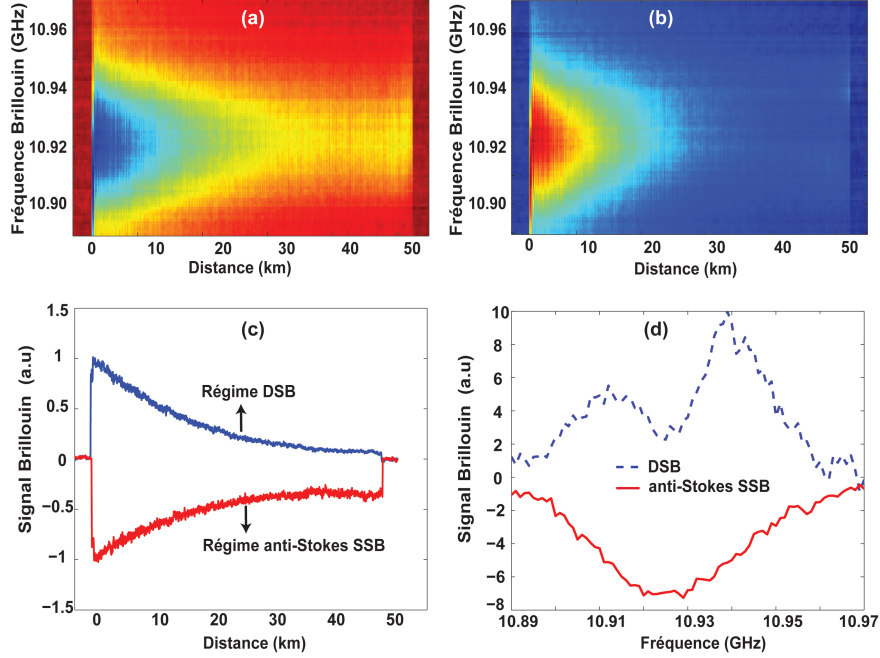 (a)
Fréquence Brillouin (GHz)
10.96
10.94
10.92
10.90
0 10 20 30 40 50
Distance (km)
(b)
Fréquence Brillouin (GHz)
10.96
10.94
10.92
10.90
0 10 20 30 40 50
Distance (km)
(c)
Signal Brillouin (a.u)
1.5
1
0.5
0
−0.5
−1
−1.5
Régime DSB
Régime anti-Stokes SSB
0 10 20 30 40 50
Distance (km)
(d)
Signal Brillouin (a.u)
10
8
6
4
2
0
−2
−4
−6
−8
DSB
anti-Stokes SSB
10.89 10.91 10.93 10.95 10.97
Fréquence (GHz)